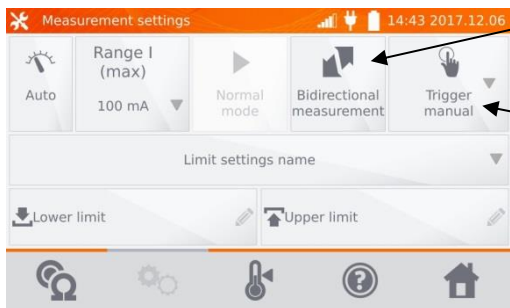 Measurement settings
14:43 2017.12.06
Auto
Range I
(max)
100 mA
Normal
mode
Bidirectional
measurement
Trigger
manual
Limit settings name
Lower limit
Upper limit